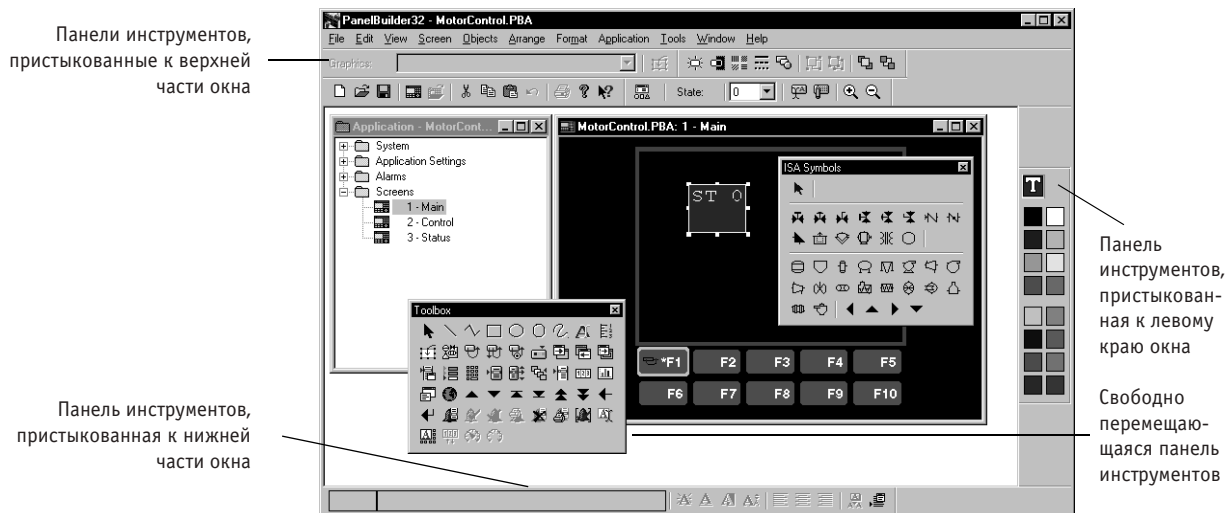 Панели инструментов,
пристыкованные к верхней
части окна
PanelBuilder32 - MotorControl.PBA
File Edit View Screen Objects Arrange Format Application Tools Window Help
Graphics:
State: 0
Application - MotorCont...
System
Application Settings
Alarms
Screens
1 - Main
2 - Control
3 - Status
MotorControl.PBA: 1 - Main
ST 0
ISA Symbols
T
Toolbox
*F1 F2 F3 F4 F5
F6 F7 F8 F9 F10
Панель
инструментов,
пристыкован-
ная к левому
краю окна
Свободно
перемещаю-
щаяся панель
инструментов
Панель инструментов,
пристыкованная к нижней
части окна